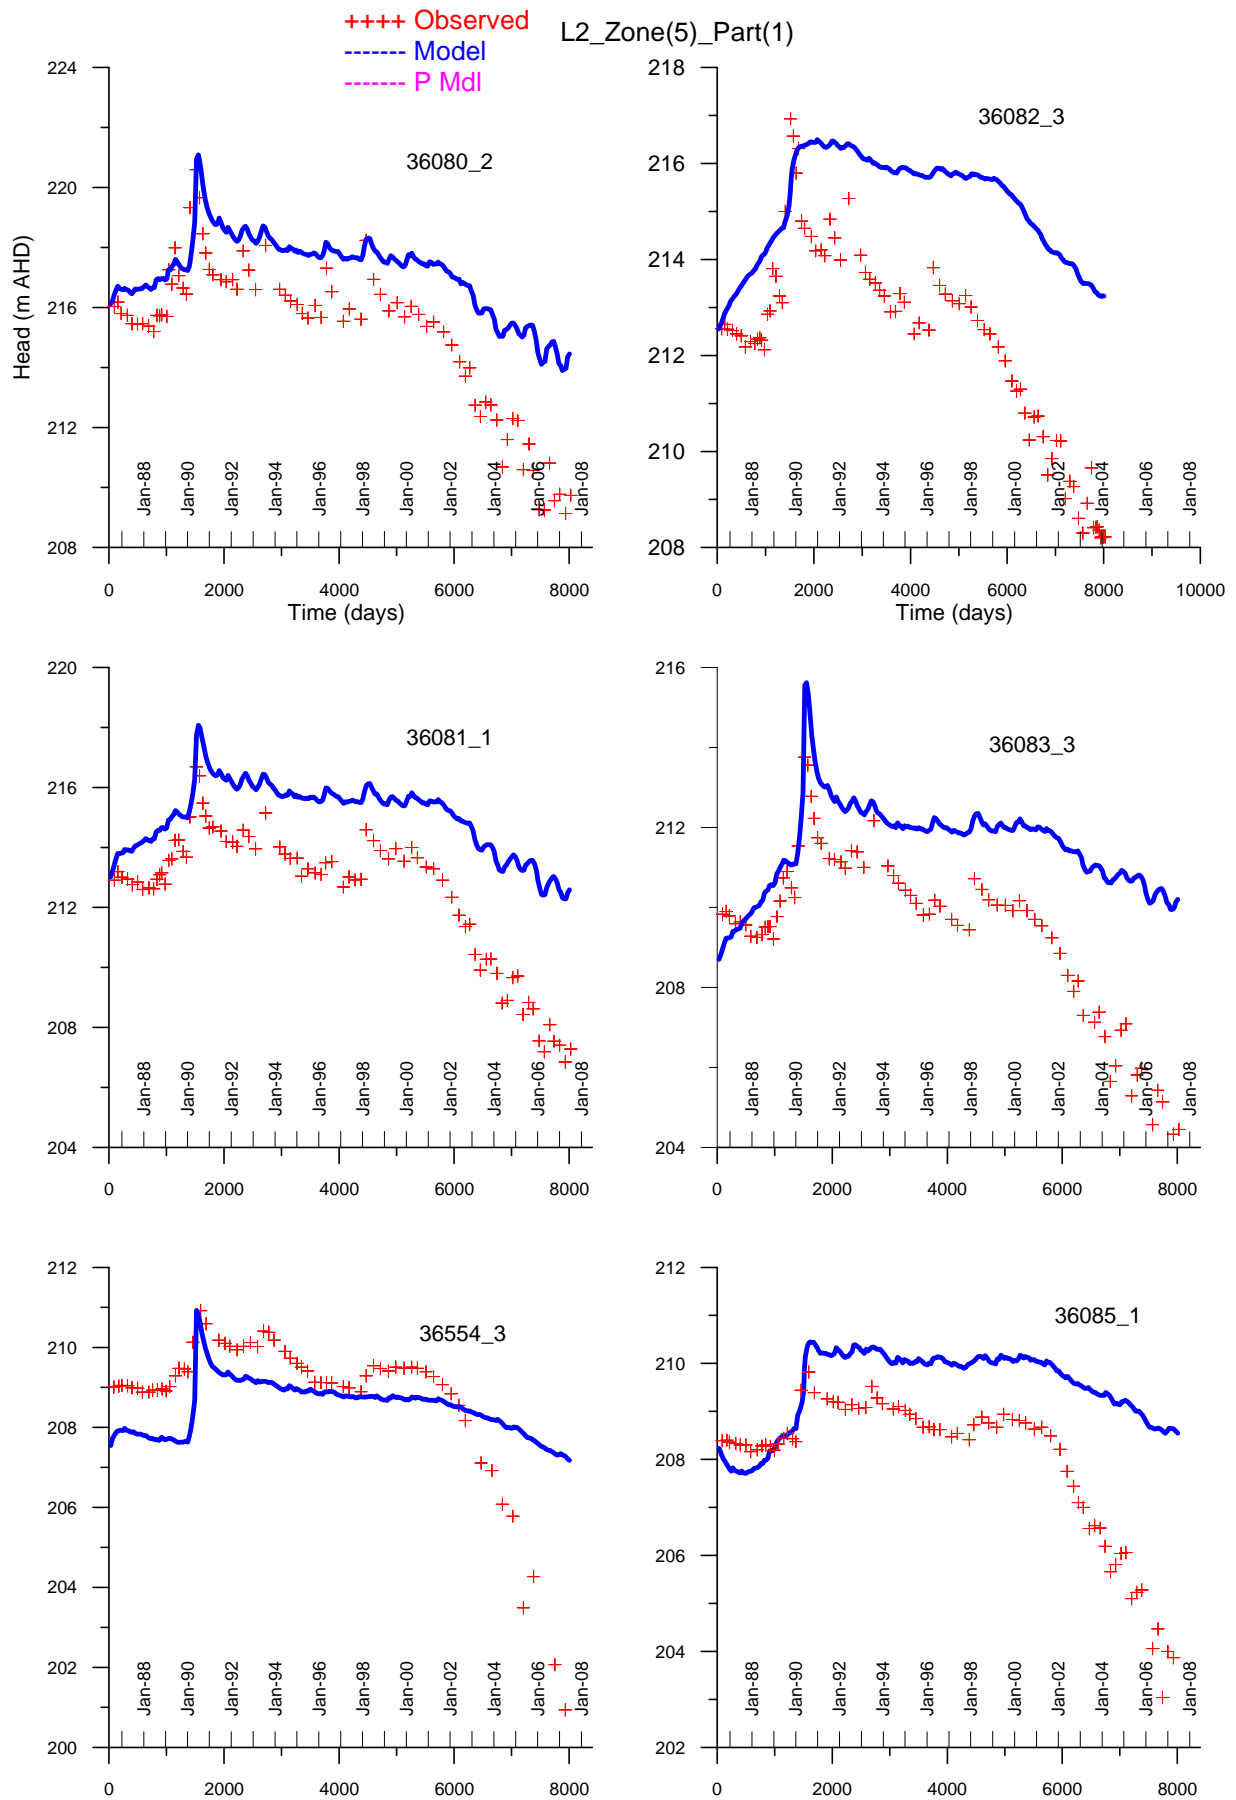 ++++ Observed
L2_Zone(5)_Part(1)
------- Model
------- P Mdl
224
220
216
212
208
Head (m AHD)
36080_2
Jan-88 Jan-90 Jan-92 Jan-94 Jan-96 Jan-98 Jan-00 Jan-02 Jan-04 Jan-06 Jan-08
0 2000 4000 6000 8000
Time (days)
218
216
214
212
210
208
36082_3
Jan-88 Jan-90 Jan-92 Jan-94 Jan-96 Jan-98 Jan-00 Jan-02 Jan-04 Jan-06 Jan-08
0 2000 4000 6000 8000 10000
Time (days)
220
216
212
208
204
36081_1
Jan-88 Jan-90 Jan-92 Jan-94 Jan-96 Jan-98 Jan-00 Jan-02 Jan-04 Jan-06 Jan-08
0 2000 4000 6000 8000
216
212
208
204
36083_3
Jan-88 Jan-90 Jan-92 Jan-94 Jan-96 Jan-98 Jan-00 Jan-02 Jan-04 Jan-06 Jan-08
0 2000 4000 6000 8000
212
210
208
206
204
202
200
36554_3
Jan-88 Jan-90 Jan-92 Jan-94 Jan-96 Jan-98 Jan-00 Jan-02 Jan-04 Jan-06 Jan-08
0 2000 4000 6000 8000
212
210
208
206
204
202
36085_1
Jan-88 Jan-90 Jan-92 Jan-94 Jan-96 Jan-98 Jan-00 Jan-02 Jan-04 Jan-06 Jan-08
0 2000 4000 6000 8000